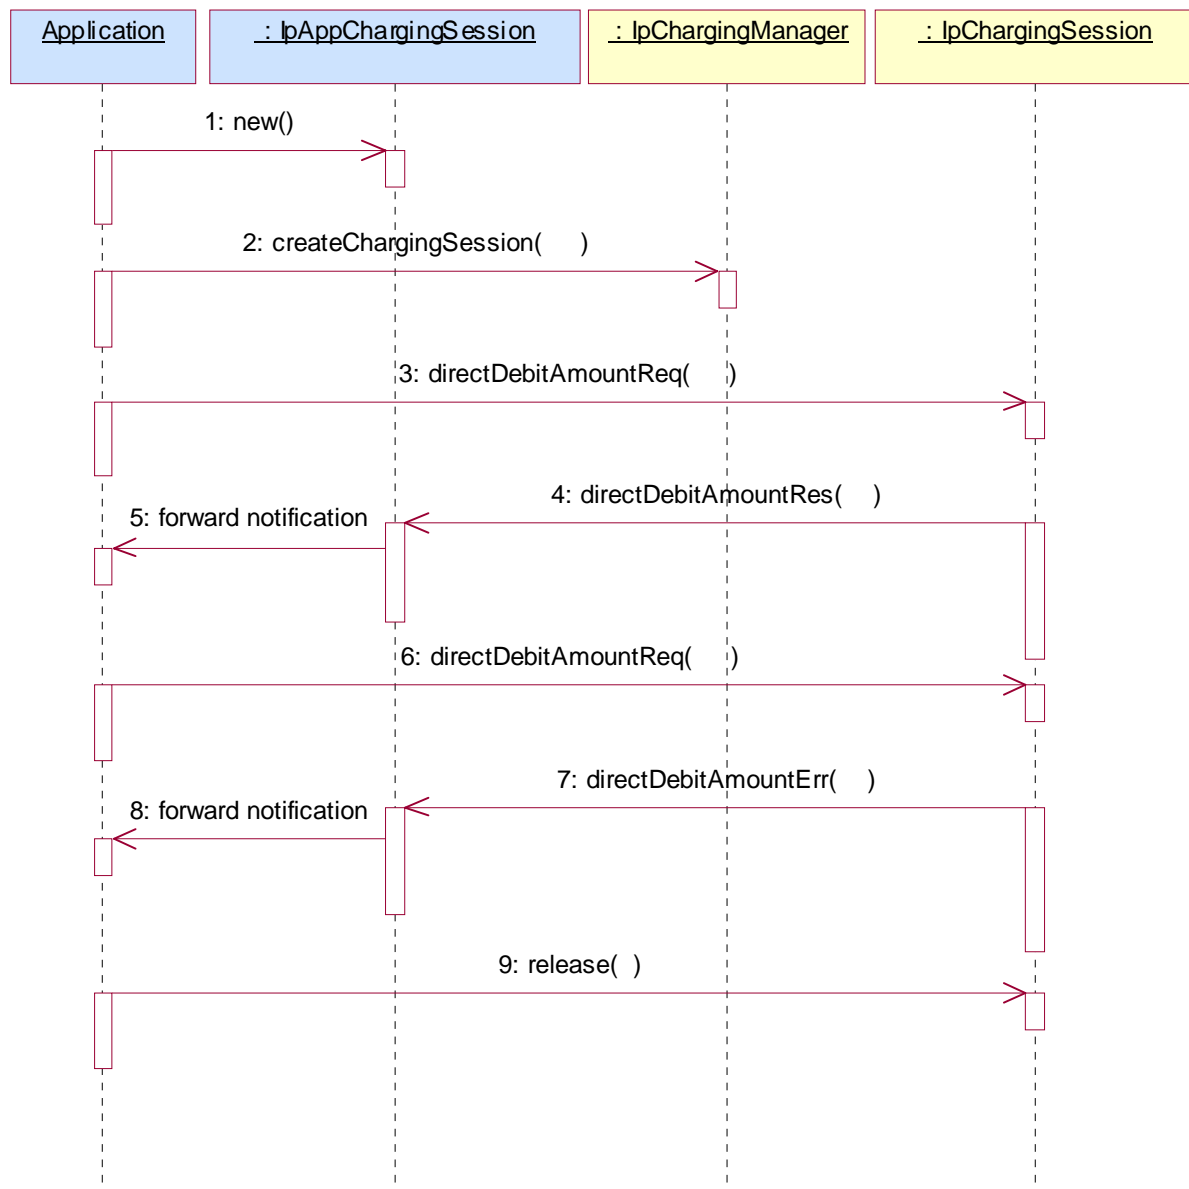 Application
: IpAppChargingSession
: IpChargingManager
: IpChargingSession
1: new()
2: createChargingSession( )
3: directDebitAmountReq( )
4: directDebitAmountRes( )
5: forward notification
6: directDebitAmountReq( )
7: directDebitAmountErr( )
8: forward notification
9: release( )